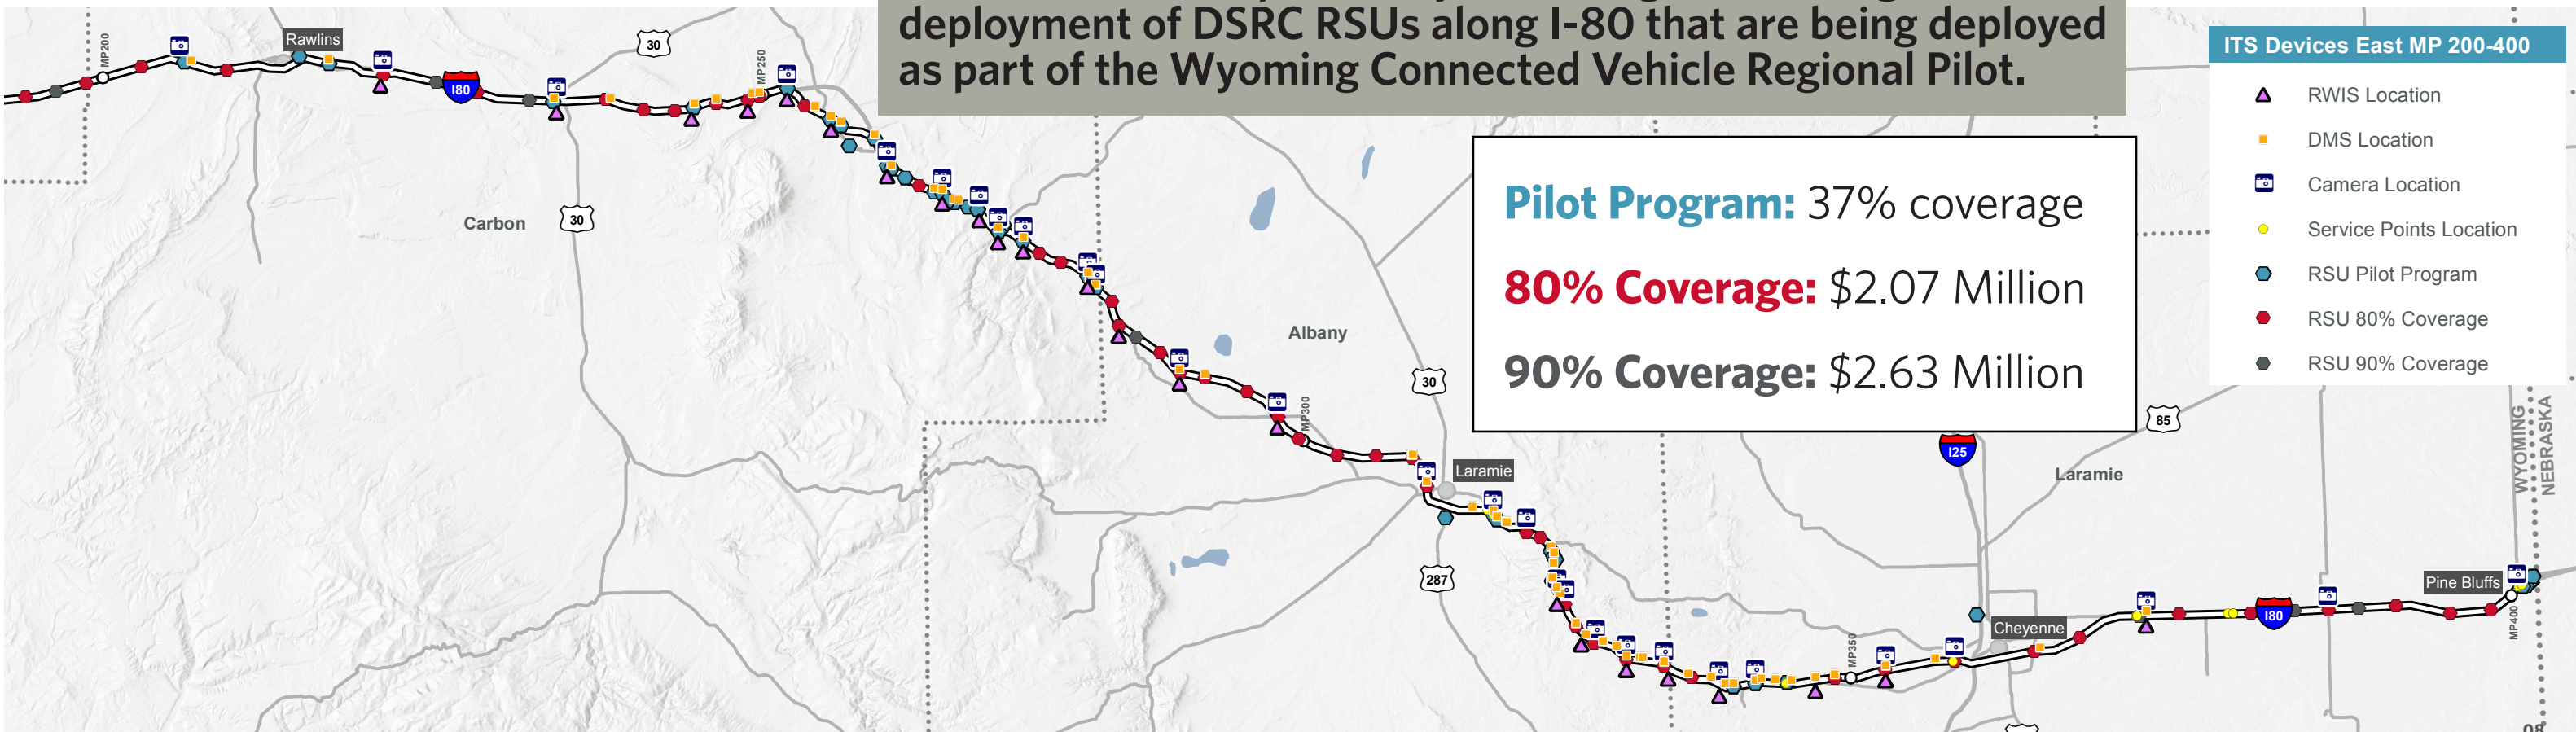 deployment of DSRC RSUs along I-80 that are being deployed
as part of the Wyoming Connected Vehicle Regional Pilot.
ITS Devices East MP 200-400
RWIS Location
DMS Location
Camera Location
Service Points Location
RSU Pilot Program
RSU 80% Coverage
RSU 90% Coverage
Pilot Program: 37% coverage
80% Coverage: $2.07 Million
90% Coverage: $2.63 Million
MP200
Rawlins
I80
30
MP250
Carbon
30
Albany
MP300
30
Laramie
287
I25
85
Laramie
WYOMING
NEBRASKA
MP350
Cheyenne
I80
Pine Bluffs
MP400